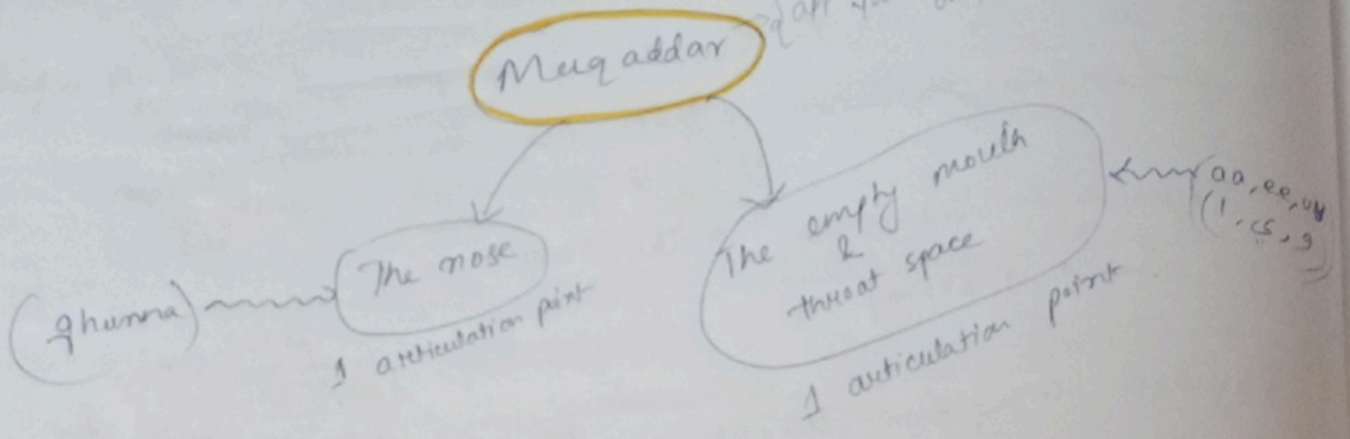 Muqaddar
The nose
(ghunna)
1 articulation point
The empty mouth
&
throat space
1 articulation point
aa, ee, uu
(ا، ي، و)